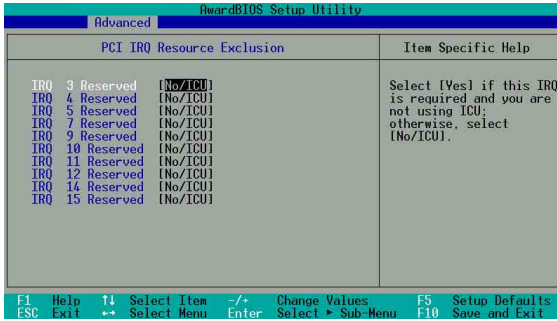 AwardBIOS Setup Utility
Advanced
PCI IRQ Resource Exclusion
Item Specific Help
IRQ 3 Reserved [No/ICU]
IRQ 4 Reserved [No/ICU]
IRQ 5 Reserved [No/ICU]
IRQ 7 Reserved [No/ICU]
IRQ 9 Reserved [No/ICU]
IRQ 10 Reserved [No/ICU]
IRQ 11 Reserved [No/ICU]
IRQ 12 Reserved [No/ICU]
IRQ 14 Reserved [No/ICU]
IRQ 15 Reserved [No/ICU]
Select [Yes] if this IRQ
is required and you are
not using ICU;
otherwise, select
[No/ICU].
F1 Help ↑↓ Select Item -/+ Change Values F5 Setup Defaults
ESC Exit ←→ Select Menu Enter Select ► Sub-Menu F10 Save and Exit